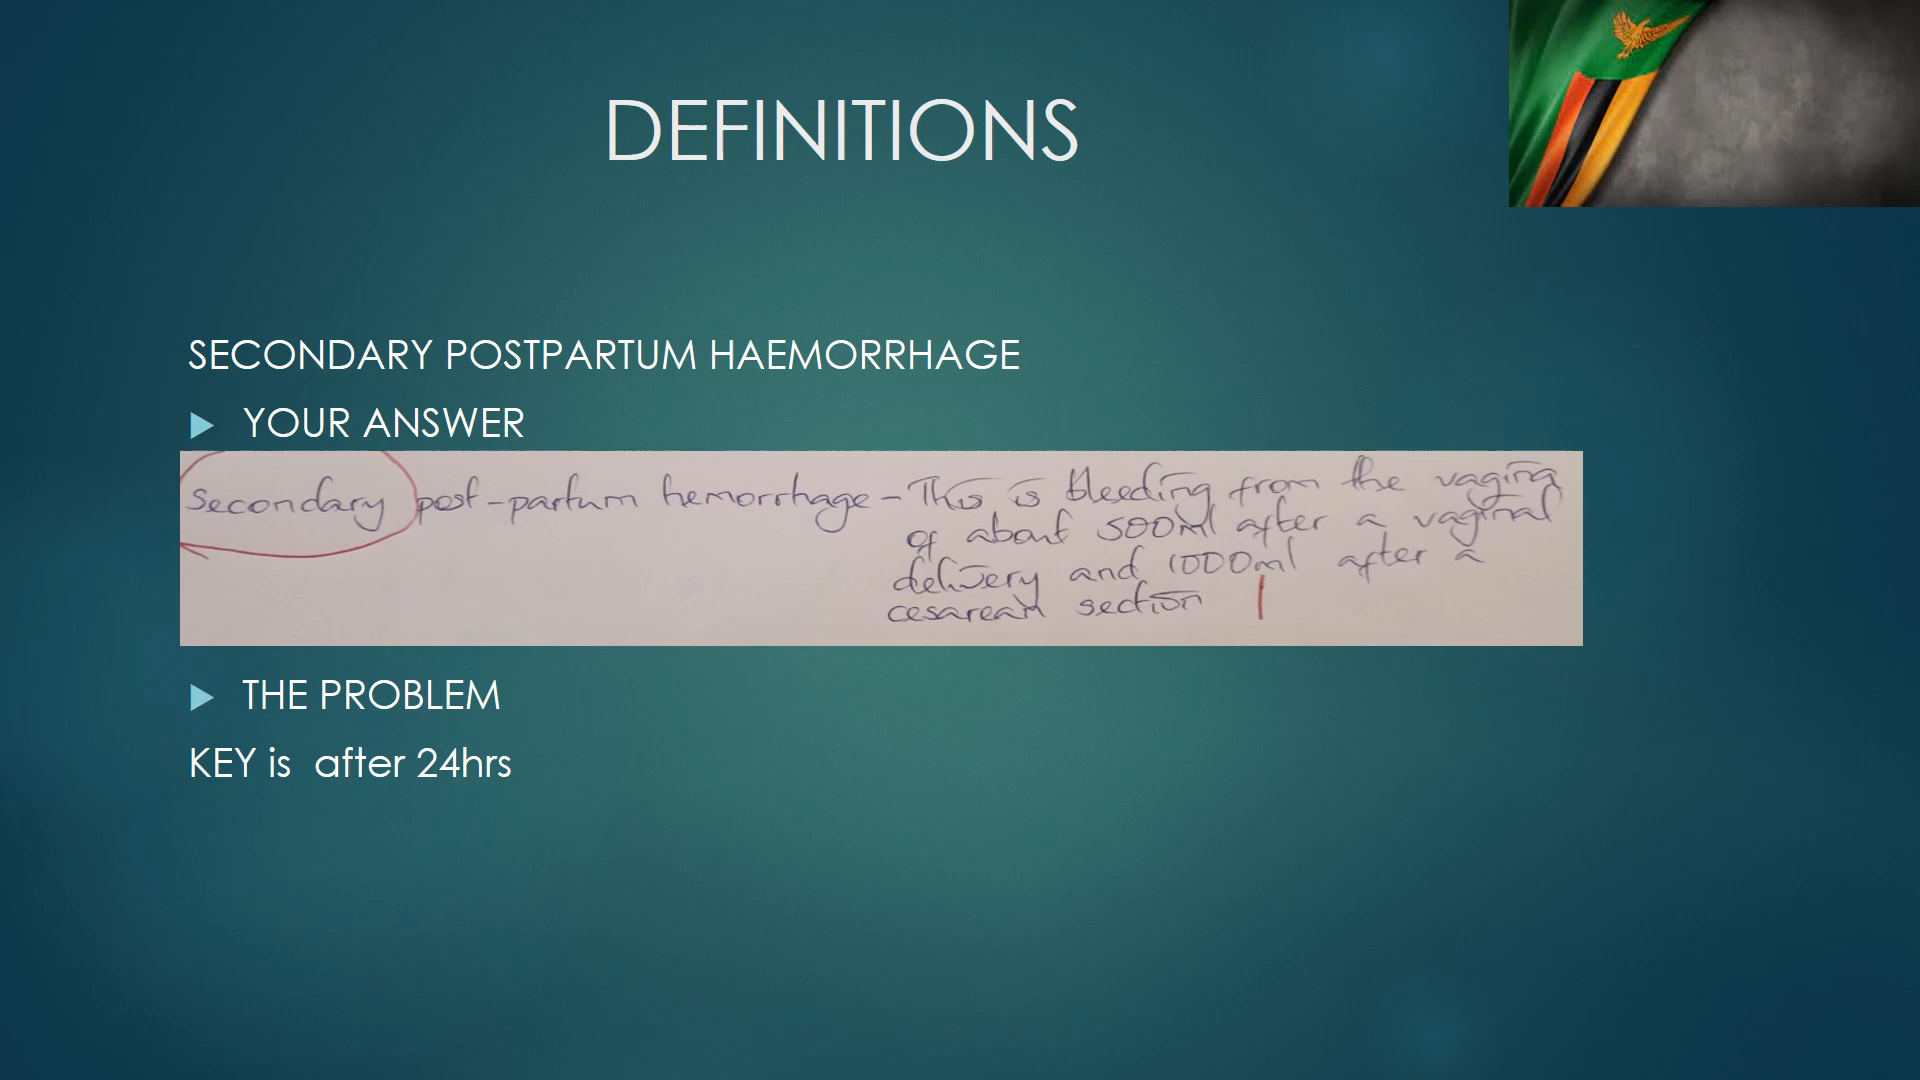 DEFINITIONS
SECONDARY POSTPARTUM HAEMORRHAGE
YOUR ANSWER
Secondary post-partum hemorrhage - This is bleeding from the vagina
of about 500ml after a vaginal
delivery and 1000ml after a
cesarean section
THE PROBLEM
KEY is after 24hrs